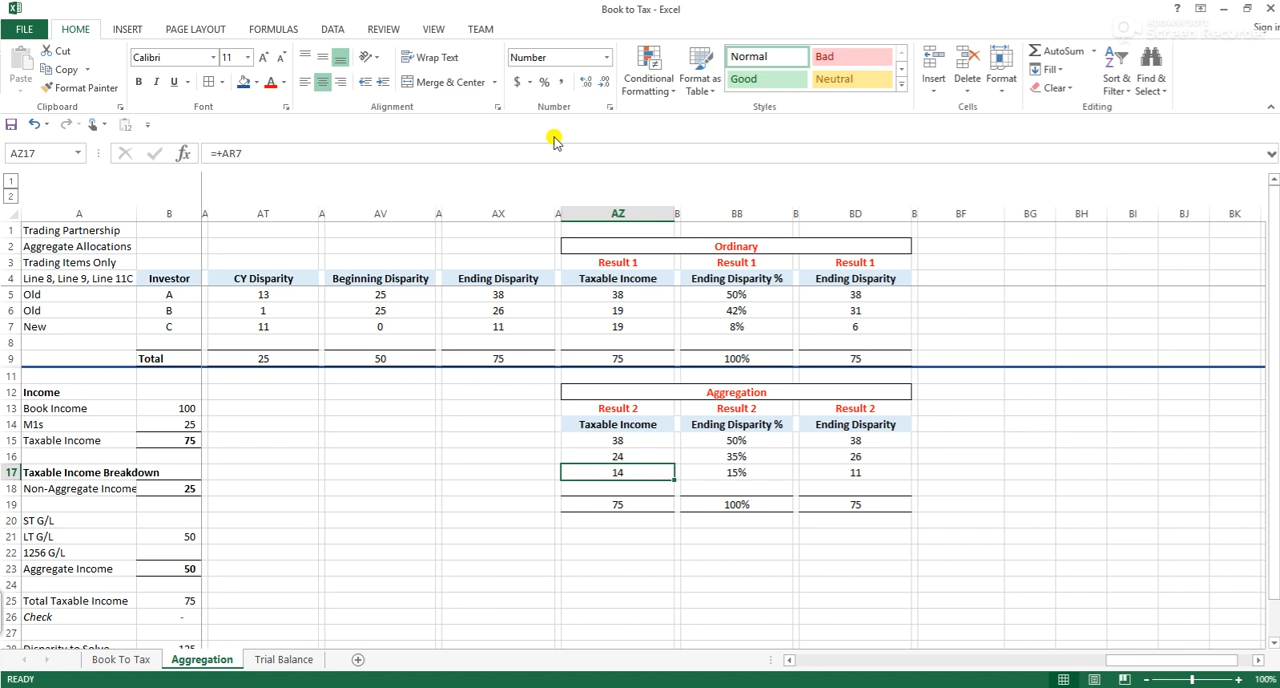 Book to Tax - Excel
FILE HOME INSERT PAGE LAYOUT FORMULAS DATA REVIEW VIEW TEAM Sign in
Screen Recorder
Cut
Copy
Format Painter
Paste
Calibri 11
B I U
Wrap Text
Merge & Center
Number
$ % ,
Conditional Formatting
Format as Table
Normal Bad
Good Neutral
Insert Delete Format
AutoSum
Fill
Clear
Sort & Filter
Find & Select
Clipboard Font Alignment Number Styles Cells Editing
AZ17 fx =+AR7
1
2
A B A AT A AV A AX A AZ B BB B BD B BF BG BH BI BJ BK
1 Trading Partnership
2 Aggregate Allocations Ordinary
3 Trading Items Only Result 1 Result 1 Result 1
4 Line 8, Line 9, Line 11C Investor CY Disparity Beginning Disparity Ending Disparity Taxable Income Ending Disparity % Ending Disparity
5 Old A 13 25 38 38 50% 38
6 Old B 1 25 26 19 42% 31
7 New C 11 0 11 19 8% 6
8
9 Total 25 50 75 75 100% 75
11
12 Income Aggregation
13 Book Income 100 Result 2 Result 2 Result 2
14 M1s 25 Taxable Income Ending Disparity % Ending Disparity
15 Taxable Income 75 38 50% 38
16 24 35% 26
17 Taxable Income Breakdown 14 15% 11
18 Non-Aggregate Income 25
19 75 100% 75
20 ST G/L
21 LT G/L 50
22 1256 G/L
23 Aggregate Income 50
24
25 Total Taxable Income 75
26 Check -
27
28 Disparity to Solve 125
Book To Tax Aggregation Trial Balance
READY 100%